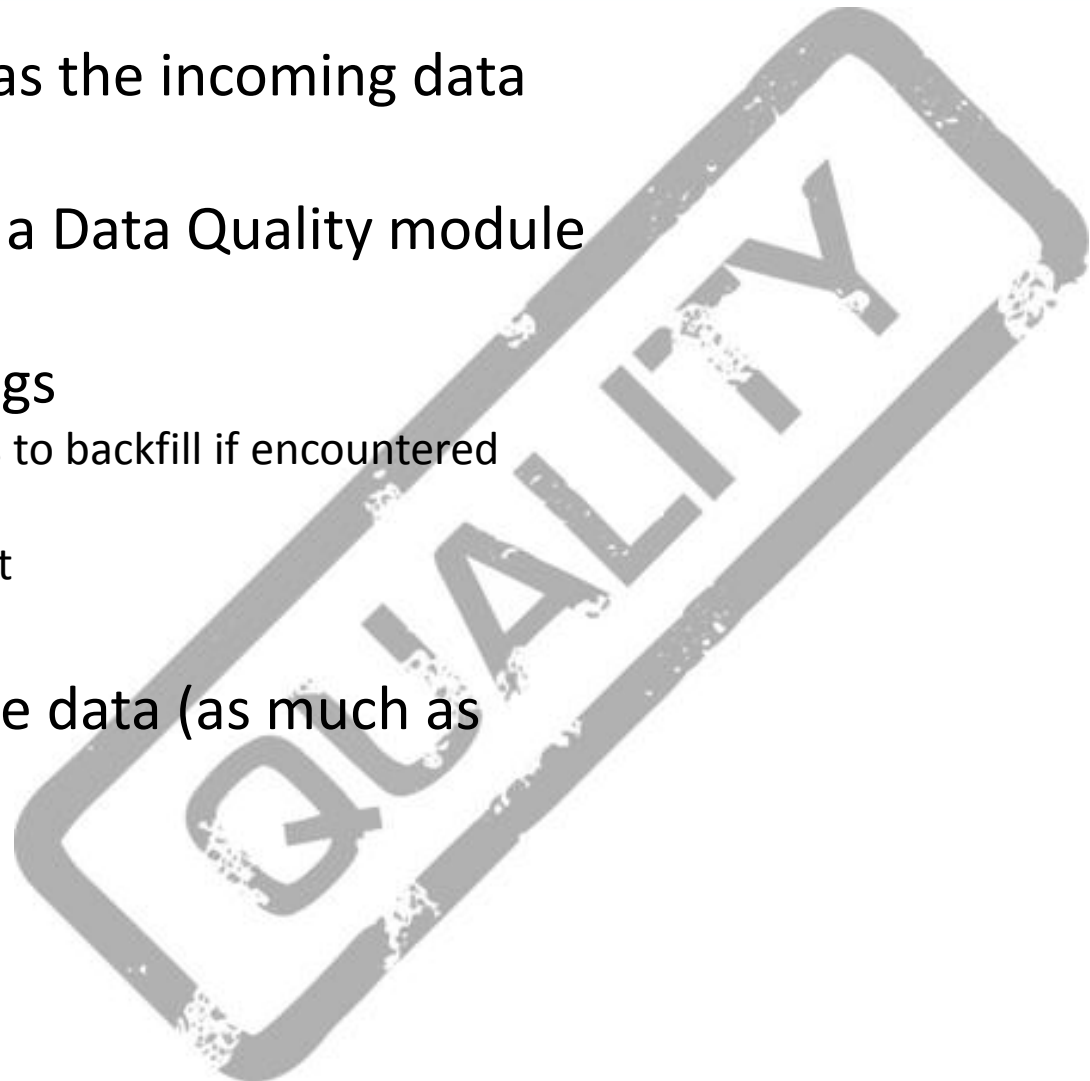 as the incoming data
a Data Quality module
gs
to backfill if encountered
t
e data (as much as
QUALITY